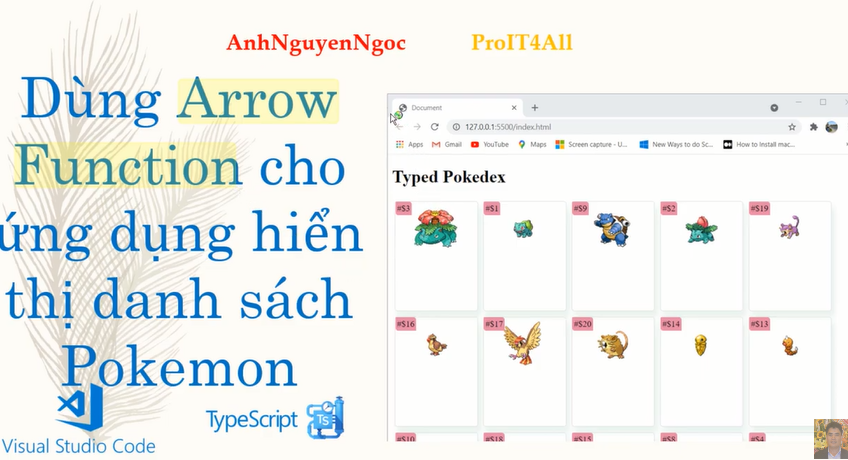 AnhNguyenNgoc ProIT4All
Dùng Arrow
Function cho
ứng dụng hiển
thị danh sách
Pokemon
Visual Studio Code
TypeScript
TS
Document
127.0.0.1:5500/index.html
Apps Gmail YouTube Maps Screen capture - U... New Ways to do Sc... How to Install mac...
Typed Pokedex
#$3 #$1 #$9 #$2 #$19
#$16 #$17 #$20 #$14 #$13
#$10 #$18 #$15 #$8 #$4